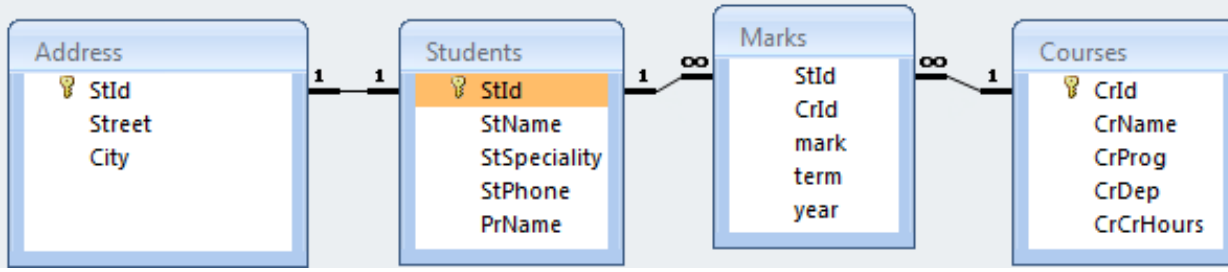 Address
StId
Street
City
1
1
Students
StId
StName
StSpeciality
StPhone
PrName
1
∞
Marks
StId
CrId
mark
term
year
∞
1
Courses
CrId
CrName
CrProg
CrDep
CrCrHours